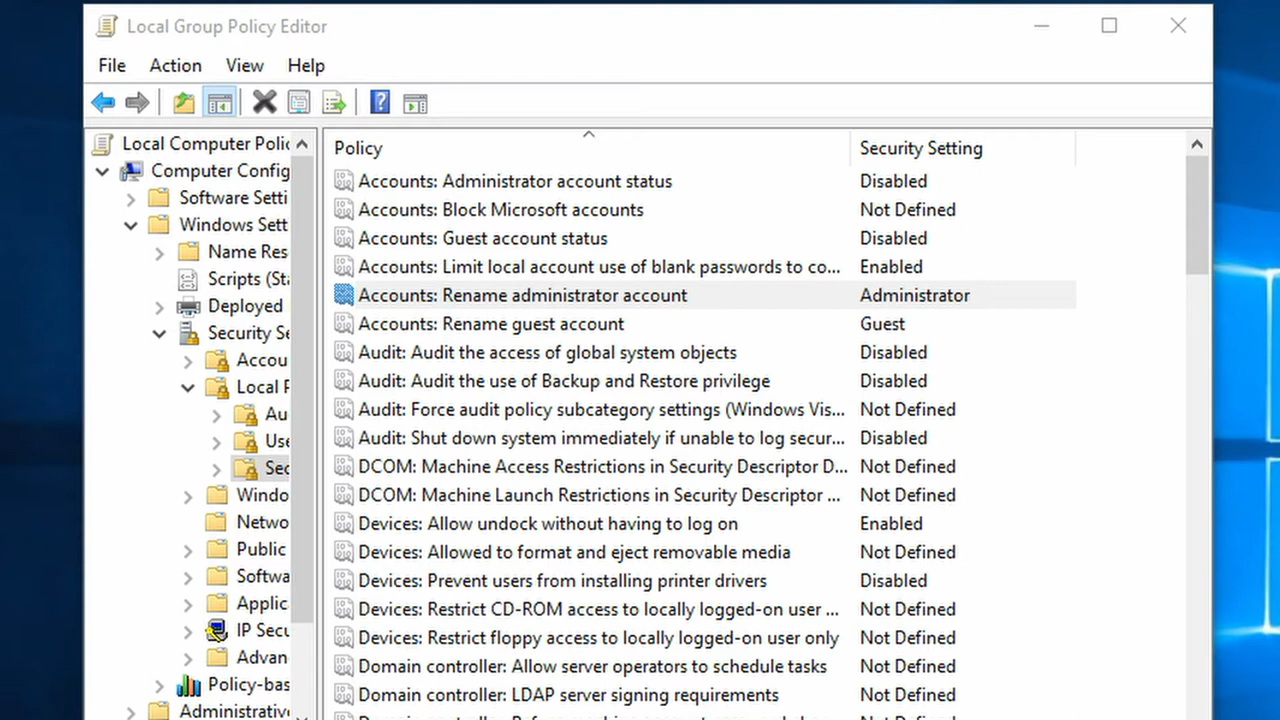 Local Group Policy Editor
File Action View Help
Local Computer Polic
Computer Config
Software Setti
Windows Sett
Name Res
Scripts (Sta
Deployed
Security Se
Accou
Local P
Au
Use
Sec
Windo
Netwo
Public
Softwa
Applic
IP Secu
Advan
Policy-bas
Administrative
Policy Security Setting
Accounts: Administrator account status Disabled
Accounts: Block Microsoft accounts Not Defined
Accounts: Guest account status Disabled
Accounts: Limit local account use of blank passwords to co... Enabled
Accounts: Rename administrator account Administrator
Accounts: Rename guest account Guest
Audit: Audit the access of global system objects Disabled
Audit: Audit the use of Backup and Restore privilege Disabled
Audit: Force audit policy subcategory settings (Windows Vis... Not Defined
Audit: Shut down system immediately if unable to log secur... Disabled
DCOM: Machine Access Restrictions in Security Descriptor D... Not Defined
DCOM: Machine Launch Restrictions in Security Descriptor ... Not Defined
Devices: Allow undock without having to log on Enabled
Devices: Allowed to format and eject removable media Not Defined
Devices: Prevent users from installing printer drivers Disabled
Devices: Restrict CD-ROM access to locally logged-on user ... Not Defined
Devices: Restrict floppy access to locally logged-on user only Not Defined
Domain controller: Allow server operators to schedule tasks Not Defined
Domain controller: LDAP server signing requirements Not Defined